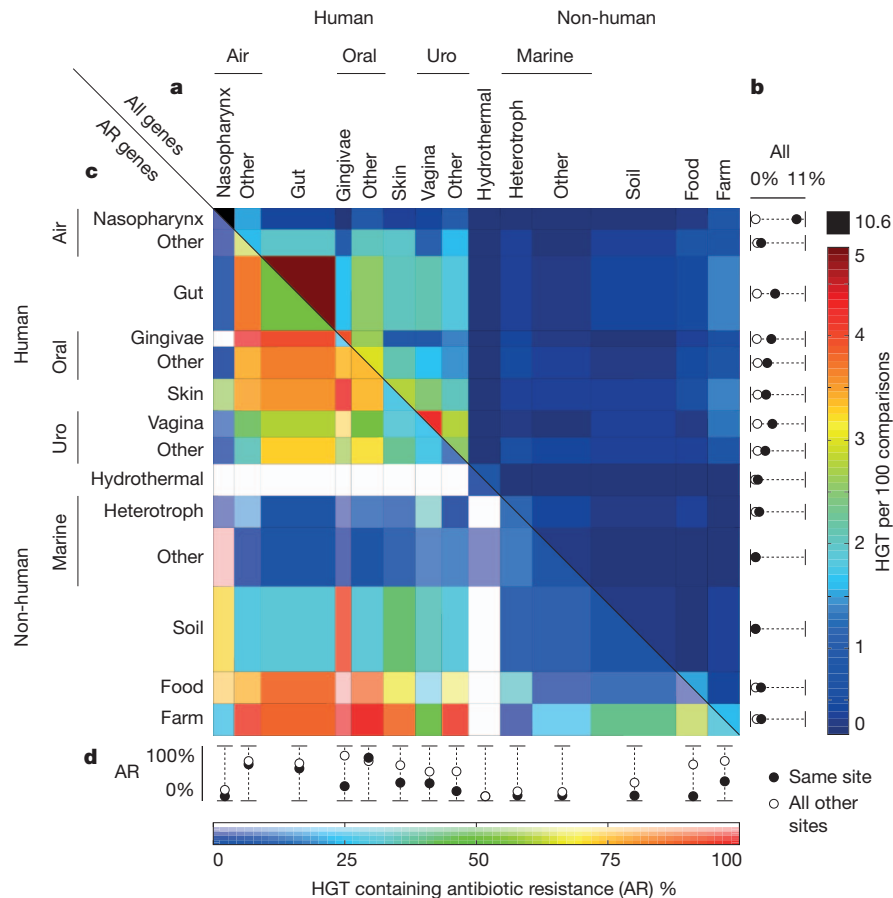 Human Non-human
Air Oral Uro Marine
a b
All genes
AR genes
Nasopharynx
Other
Gut
Gingivae
Other
Skin
Vagina
Other
Hydrothermal
Heterotroph
Other
Soil
Food
Farm
All
0% 11%
c
Human
Non-human
Air
Oral
Uro
Marine
Nasopharynx
Other
Gut
Gingivae
Other
Skin
Vagina
Other
Hydrothermal
Heterotroph
Other
Soil
Food
Farm
10.6
5
4
3
2
1
0
HGT per 100 comparisons
d
AR
100%
0%
Same site
All other
sites
0 25 50 75 100
HGT containing antibiotic resistance (AR) %